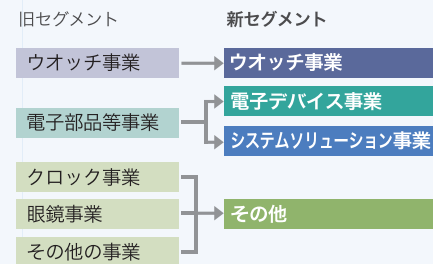 旧セグメント
新セグメント
ウオッチ事業
ウオッチ事業
電子部品等事業
電子デバイス事業
システムソリューション事業
クロック事業
眼鏡事業
その他の事業
その他